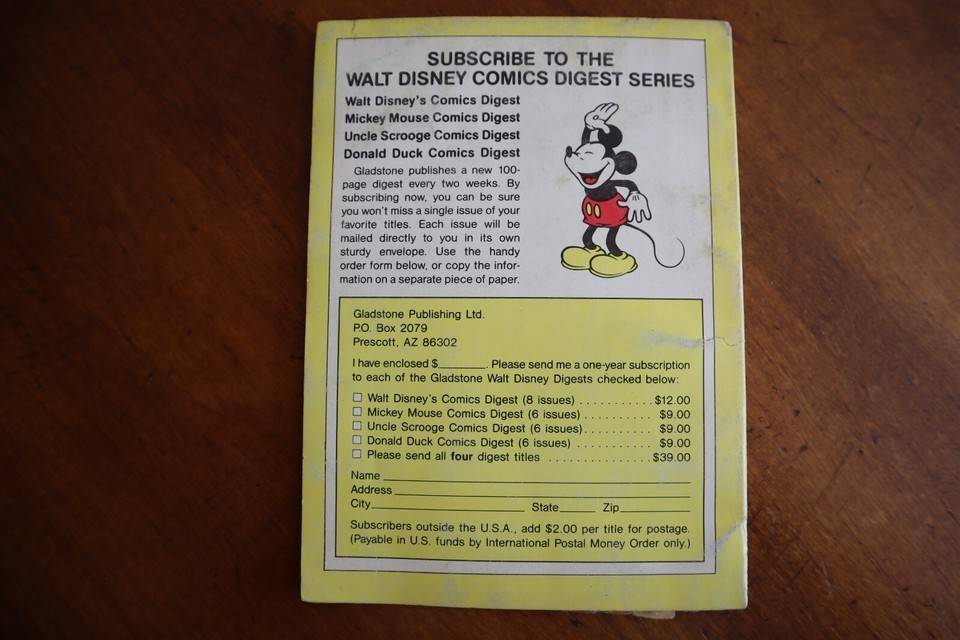 SUBSCRIBE TO THE
WALT DISNEY COMICS DIGEST SERIES
Walt Disney's Comics Digest
Mickey Mouse Comics Digest
Uncle Scrooge Comics Digest
Donald Duck Comics Digest
Gladstone publishes a new 100-
page digest every two weeks. By
subscribing now, you can be sure
you won't miss a single issue of your
favorite titles. Each issue will be
mailed directly to you in its own
sturdy envelope. Use the handy
order form below, or copy the infor-
mation on a separate piece of paper.
Gladstone Publishing Ltd.
P.O. Box 2079
Prescott, AZ 86302
I have enclosed $_______. Please send me a one-year subscription
to each of the Gladstone Walt Disney Digests checked below:
☐ Walt Disney's Comics Digest (8 issues) . . . . . . . . . . . $12.00
☐ Mickey Mouse Comics Digest (6 issues) . . . . . . . . . . $9.00
☐ Uncle Scrooge Comics Digest (6 issues) . . . . . . . . . . $9.00
☐ Donald Duck Comics Digest (6 issues) . . . . . . . . . . . $9.00
☐ Please send all four digest titles . . . . . . . . . . . . . . . . $39.00
Name
Address
City__________ State_____ Zip__________
Subscribers outside the U.S.A., add $2.00 per title for postage.
(Payable in U.S. funds by International Postal Money Order only.)